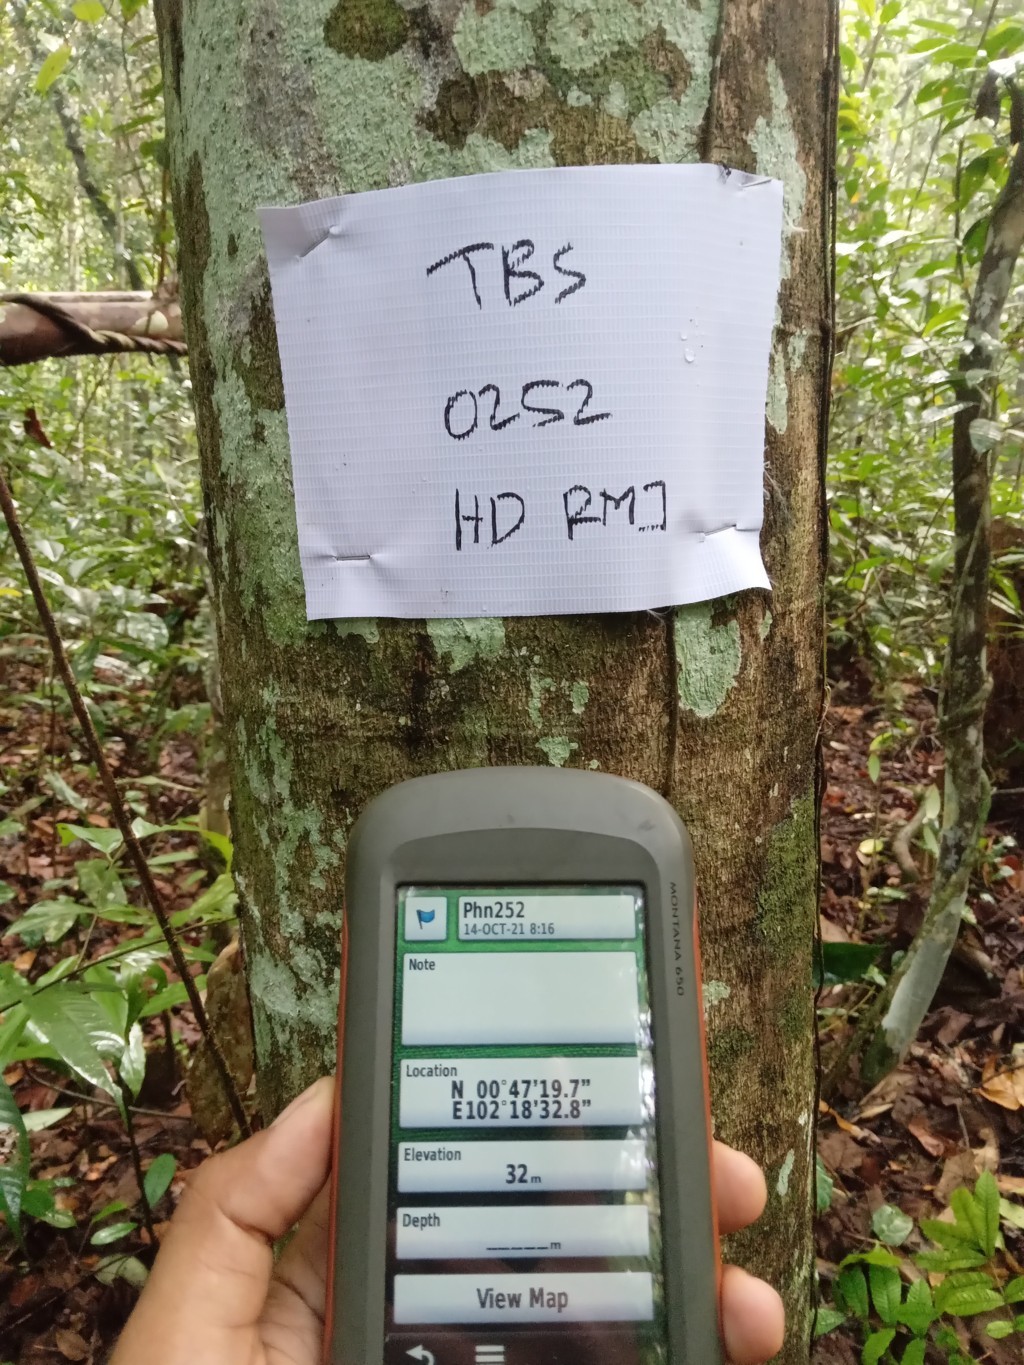 TBS
0252
HD RMJ
MONTANA 650
Phn252
14-OCT-21 8:16
Note
Location
N 00°47'19.7"
E102°18'32.8"
Elevation
32 m
Depth
_____m
View Map